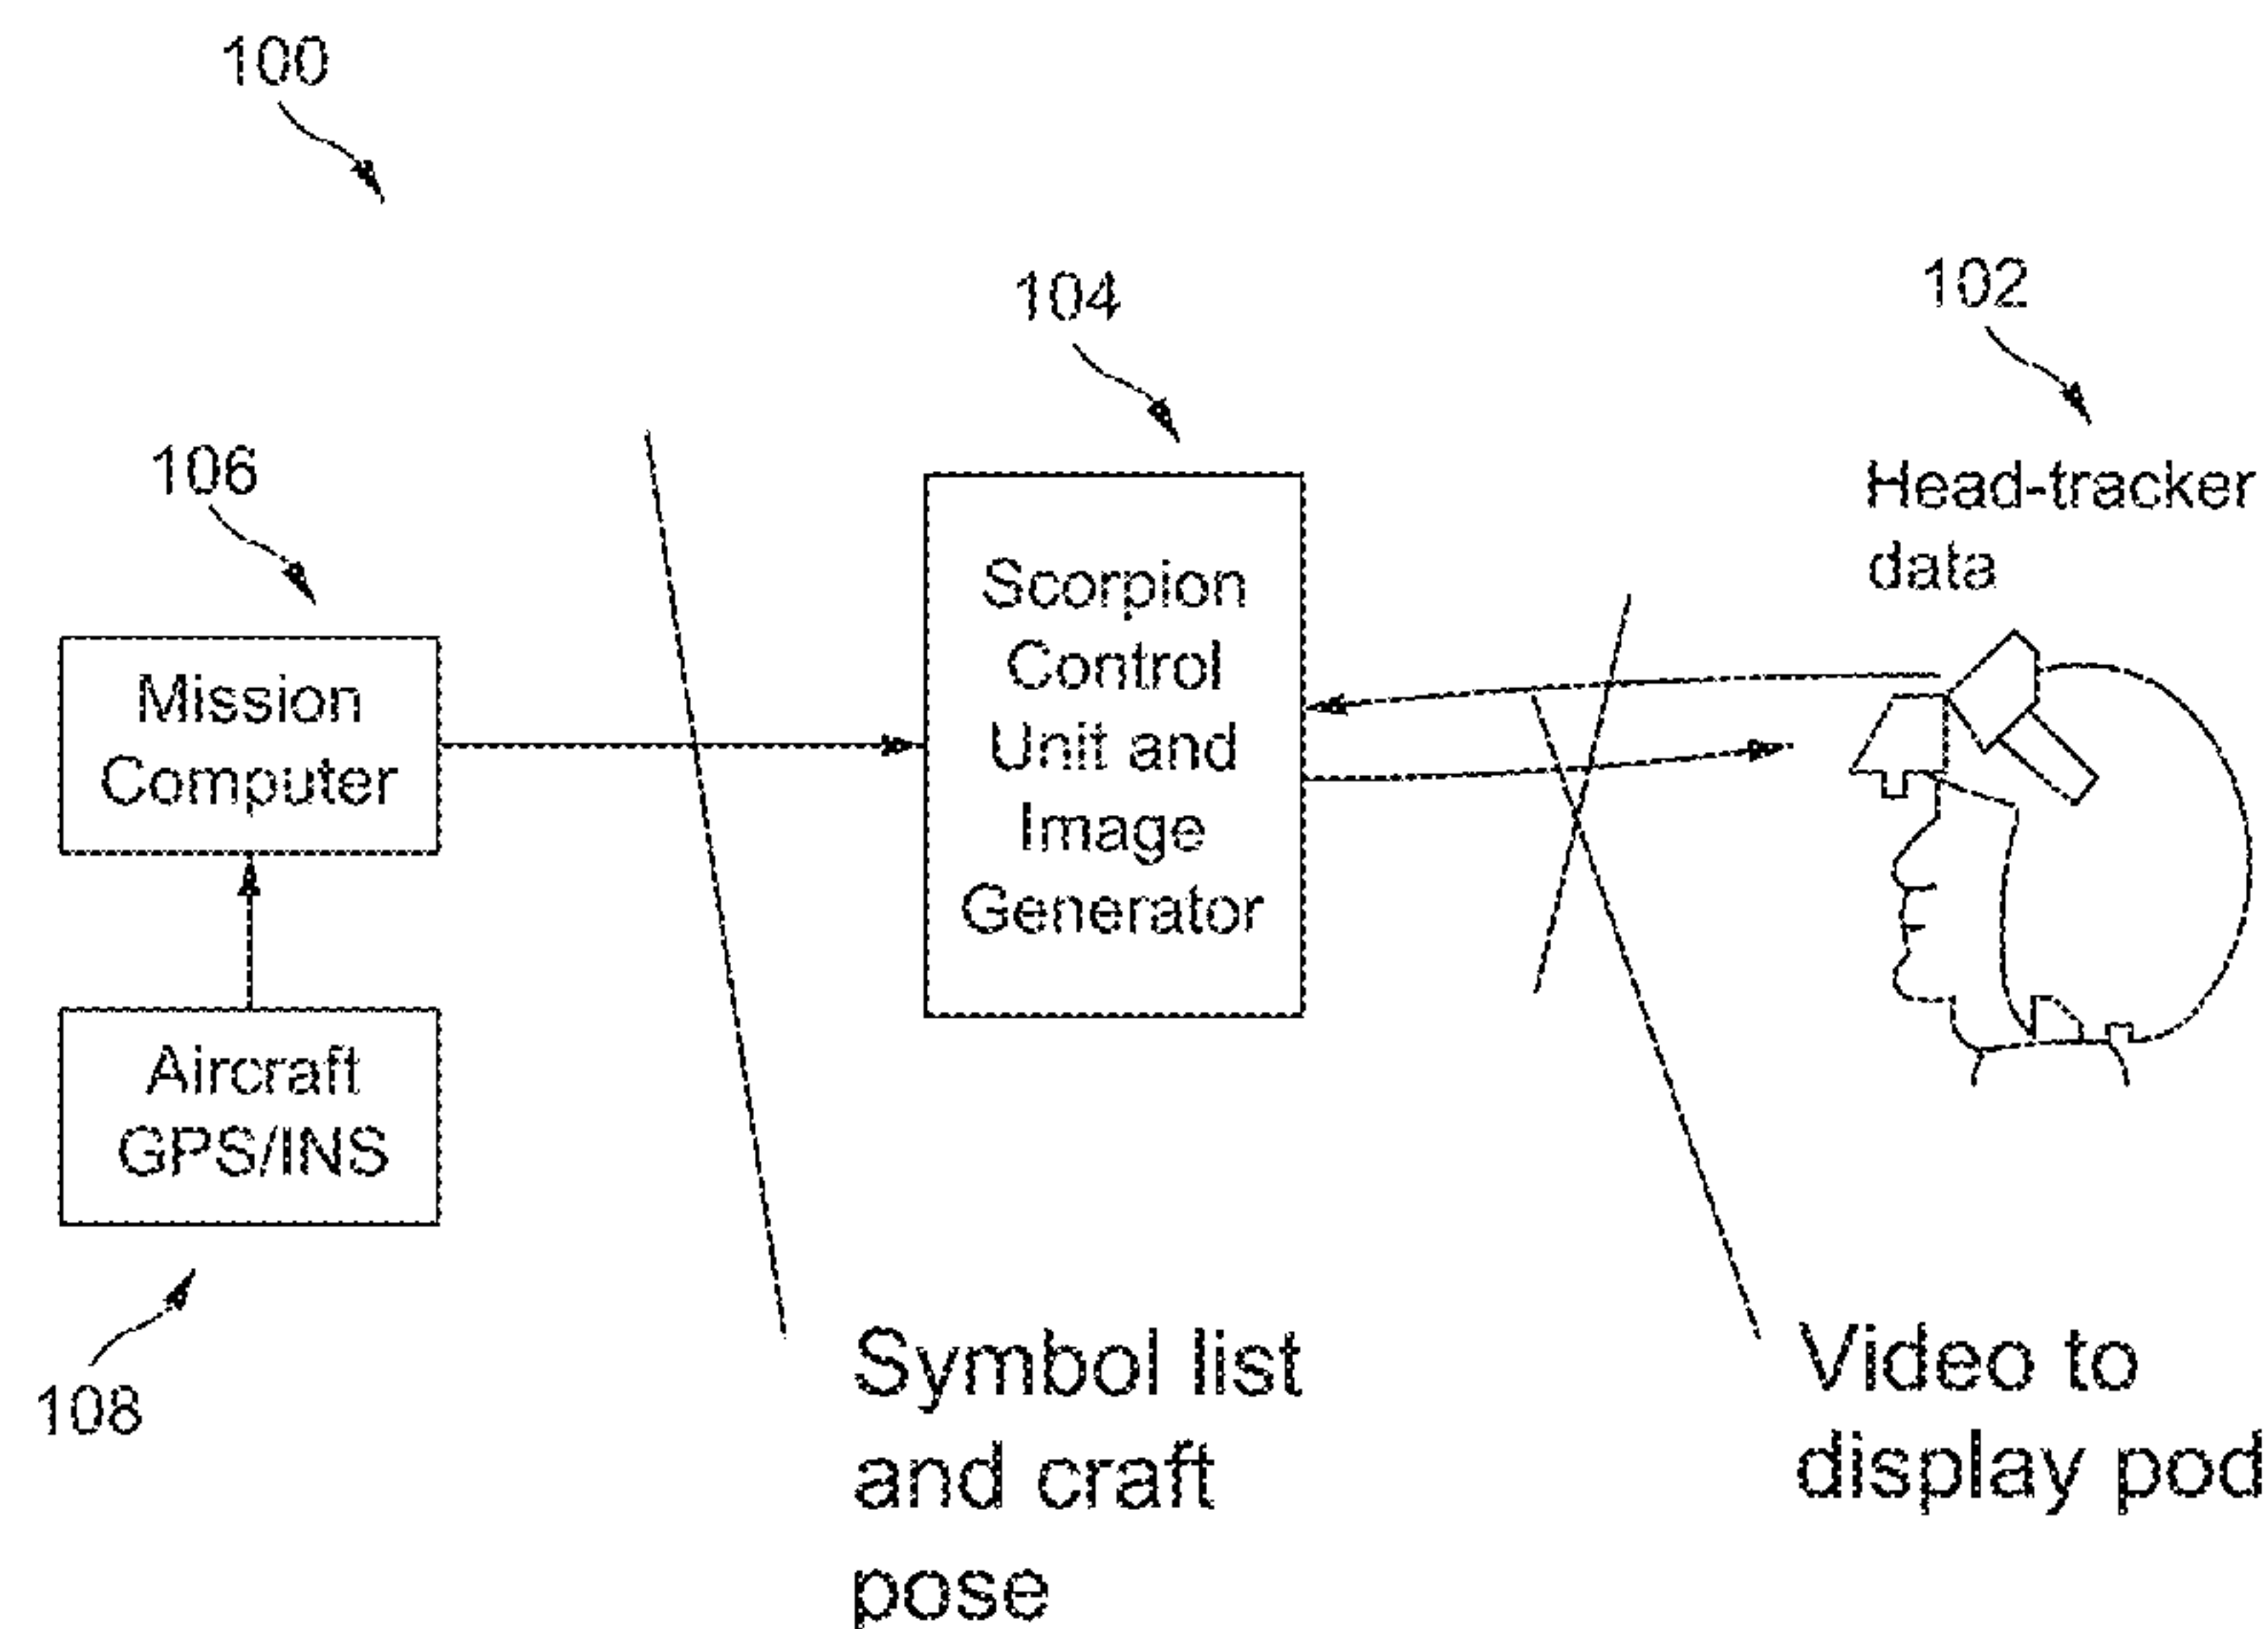 100
104
102
106
Head-tracker
data
Scorpion
Control
Unit and
Image
Generator
Mission
Computer
Aircraft
GPS/INS
108
Symbol list
and craft
pose
Video to
display pod